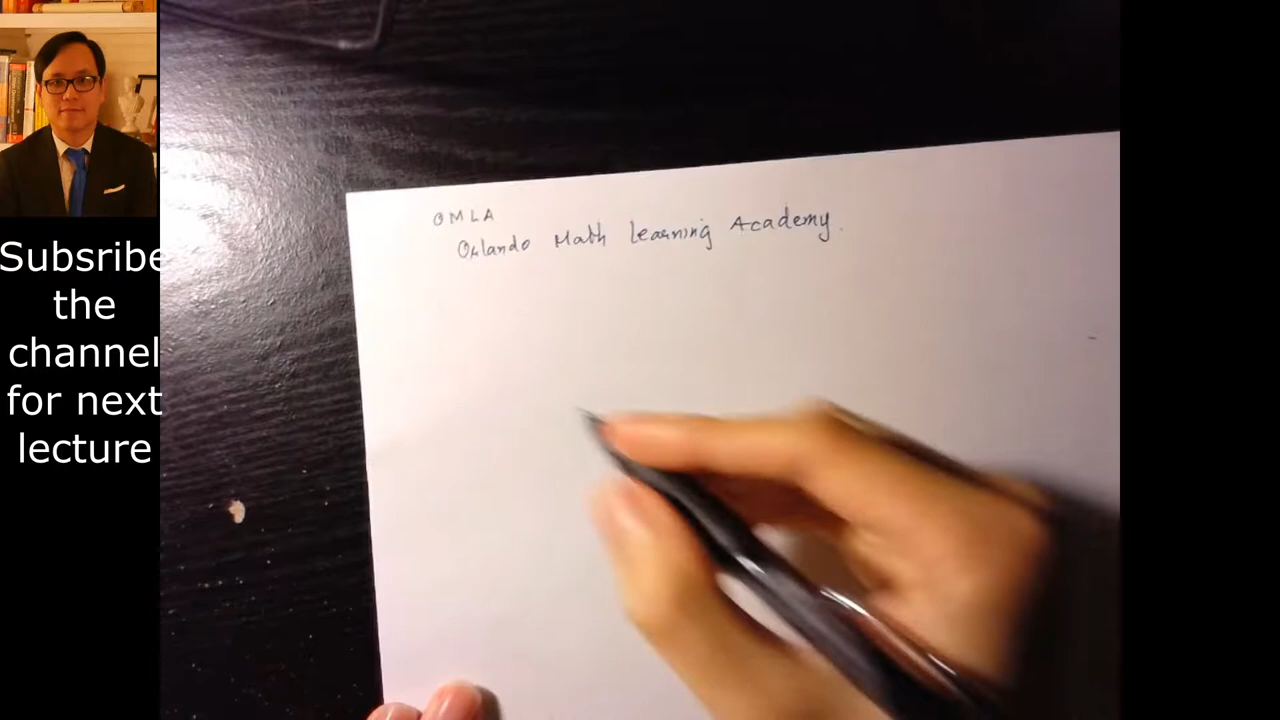 Subsribe
the
channel
for next
lecture
OMLA
Orlando Math Learning Academy.